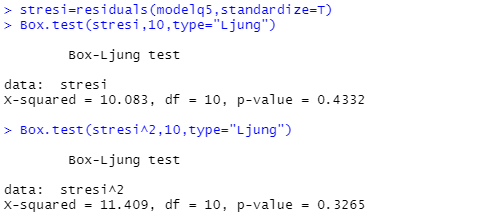 > stresi=residuals(modelq5,standardize=T)
> Box.test(stresi,10,type="Ljung")
Box-Ljung test
data: stresi
X-squared = 10.083, df = 10, p-value = 0.4332
> Box.test(stresi^2,10,type="Ljung")
Box-Ljung test
data: stresi^2
X-squared = 11.409, df = 10, p-value = 0.3265